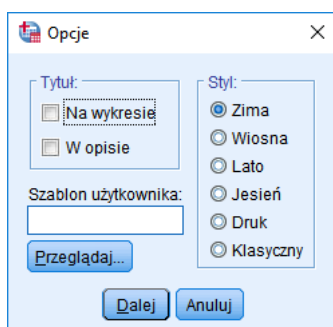 Opcje
Tytuł:
Na wykresie
W opisie
Szablon użytkownika:
Przeglądaj...
Styl:
Zima
Wiosna
Lato
Jesień
Druk
Klasyczny
Dalej
Anuluj